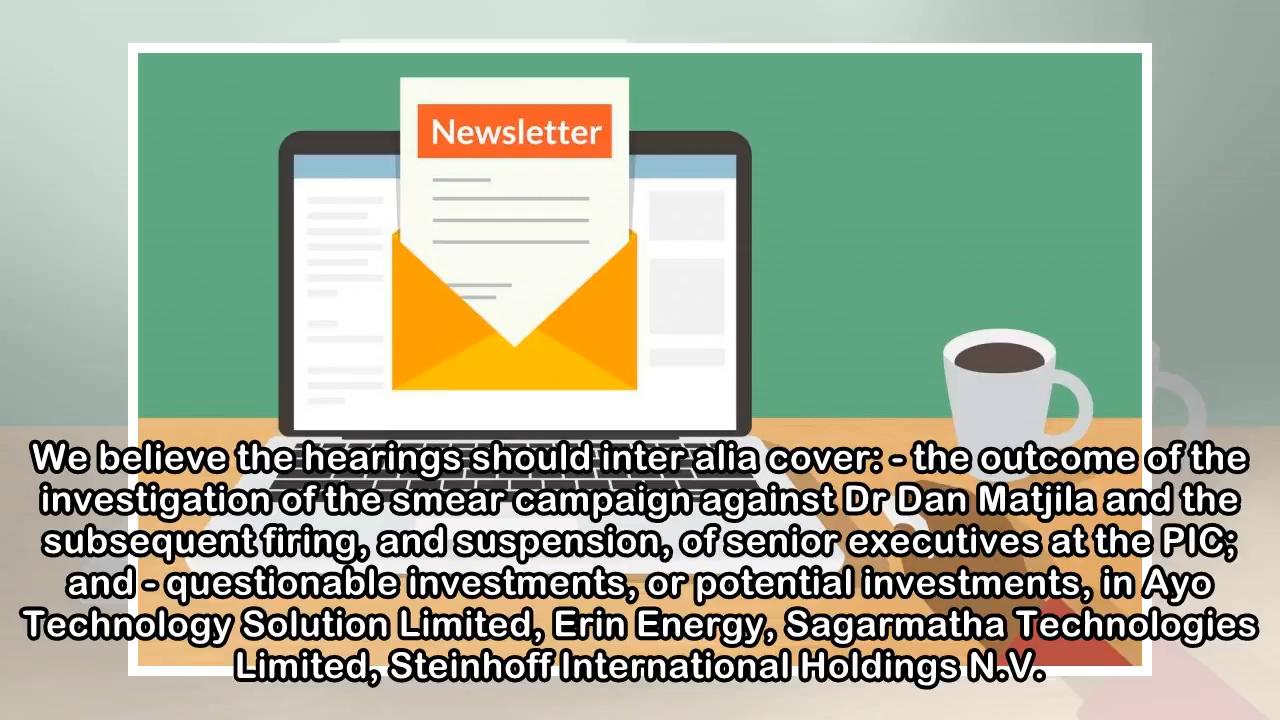 Newsletter
We believe the hearings should inter alia cover: - the outcome of the
investigation of the smear campaign against Dr Dan Matjila and the
subsequent firing, and suspension, of senior executives at the PIC;
and - questionable investments, or potential investments, in Ayo
Technology Solution Limited, Erin Energy, Sagarmatha Technologies
Limited, Steinhoff International Holdings N.V.